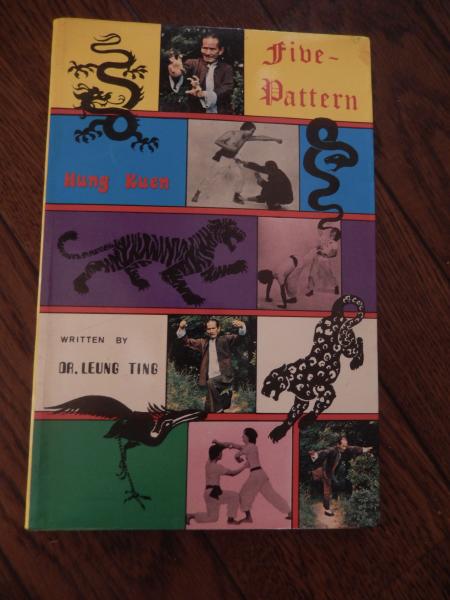 Five-
Pattern
Hung Kuen
WRITTEN BY
DR. LEUNG TING